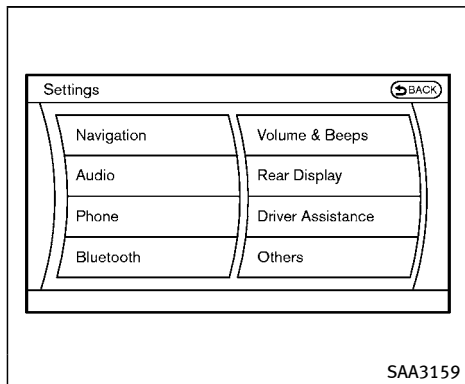 Settings
BACK
Navigation
Audio
Phone
Bluetooth
Volume & Beeps
Rear Display
Driver Assistance
Others
SAA3159